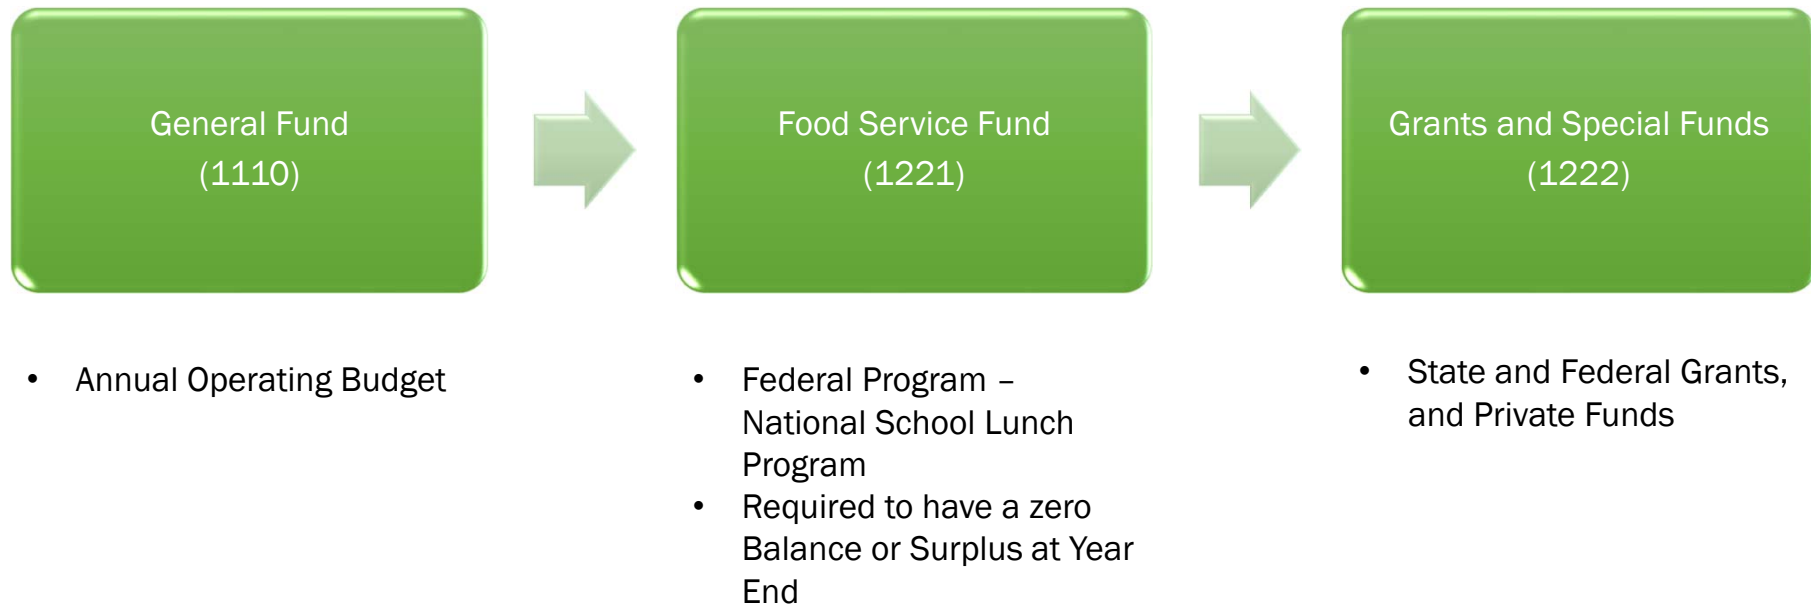 General Fund
(1110)
Food Service Fund
(1221)
Grants and Special Funds
(1222)
• Annual Operating Budget
• Federal Program –
National School Lunch
Program
• Required to have a zero
Balance or Surplus at Year
End
• State and Federal Grants,
and Private Funds